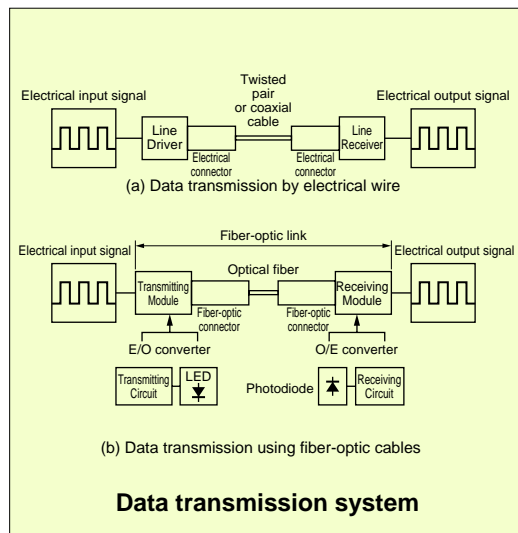 Electrical input signal
Twisted
pair
or coaxial
cable
Electrical output signal
Line
Driver
Electrical
connector
Electrical
connector
Line
Receiver
(a) Data transmission by electrical wire
Fiber-optic link
Electrical input signal
Optical fiber
Electrical output signal
Transmitting
Module
Fiber-optic
connector
Fiber-optic
connector
Receiving
Module
E/O converter
O/E converter
Transmitting
Circuit
LED
Photodiode
Receiving
Circuit
(b) Data transmission using fiber-optic cables
Data transmission system